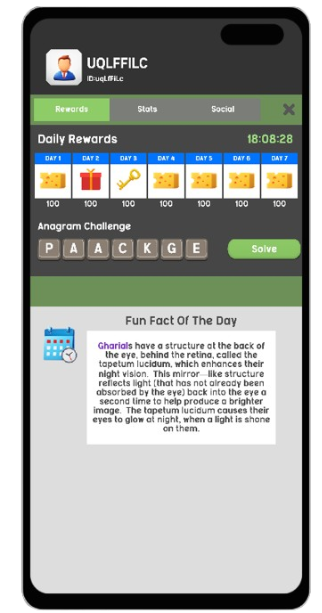 UQLFFILC
ID:uqLffiLc
Rewards Stats Social
Daily Rewards 18:08:28
DAY 1 DAY 2 DAY 3 DAY 4 DAY 5 DAY 6 DAY 7
100 100 100 100 100 100 100
Anagram Challenge
P A A C K G E Solve
Fun Fact Of The Day
Gharials have a structure at the back of
the eye, behind the retina, called the
tapetum lucidum, which enhances their
night vision. This mirror-like structure
reflects light (that has not already been
absorbed by the eye) back into the eye a
second time to help produce a brighter
image. The tapetum lucidum causes their
eyes to glow at night, when a light is shone
on them.